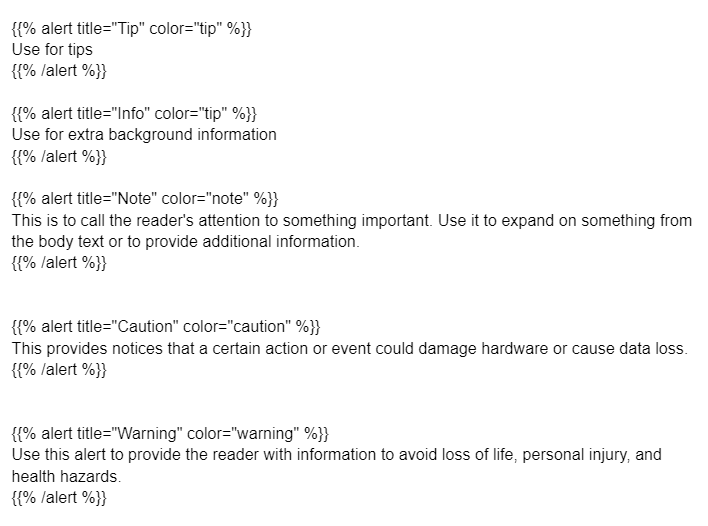 {{% alert title="Tip" color="tip" %}}
Use for tips
{{% /alert %}}
{{% alert title="Info" color="tip" %}}
Use for extra background information
{{% /alert %}}
{{% alert title="Note" color="note" %}}
This is to call the reader's attention to something important. Use it to expand on something from
the body text or to provide additional information.
{{% /alert %}}
{{% alert title="Caution" color="caution" %}}
This provides notices that a certain action or event could damage hardware or cause data loss.
{{% /alert %}}
{{% alert title="Warning" color="warning" %}}
Use this alert to provide the reader with information to avoid loss of life, personal injury, and
health hazards.
{{% /alert %}}